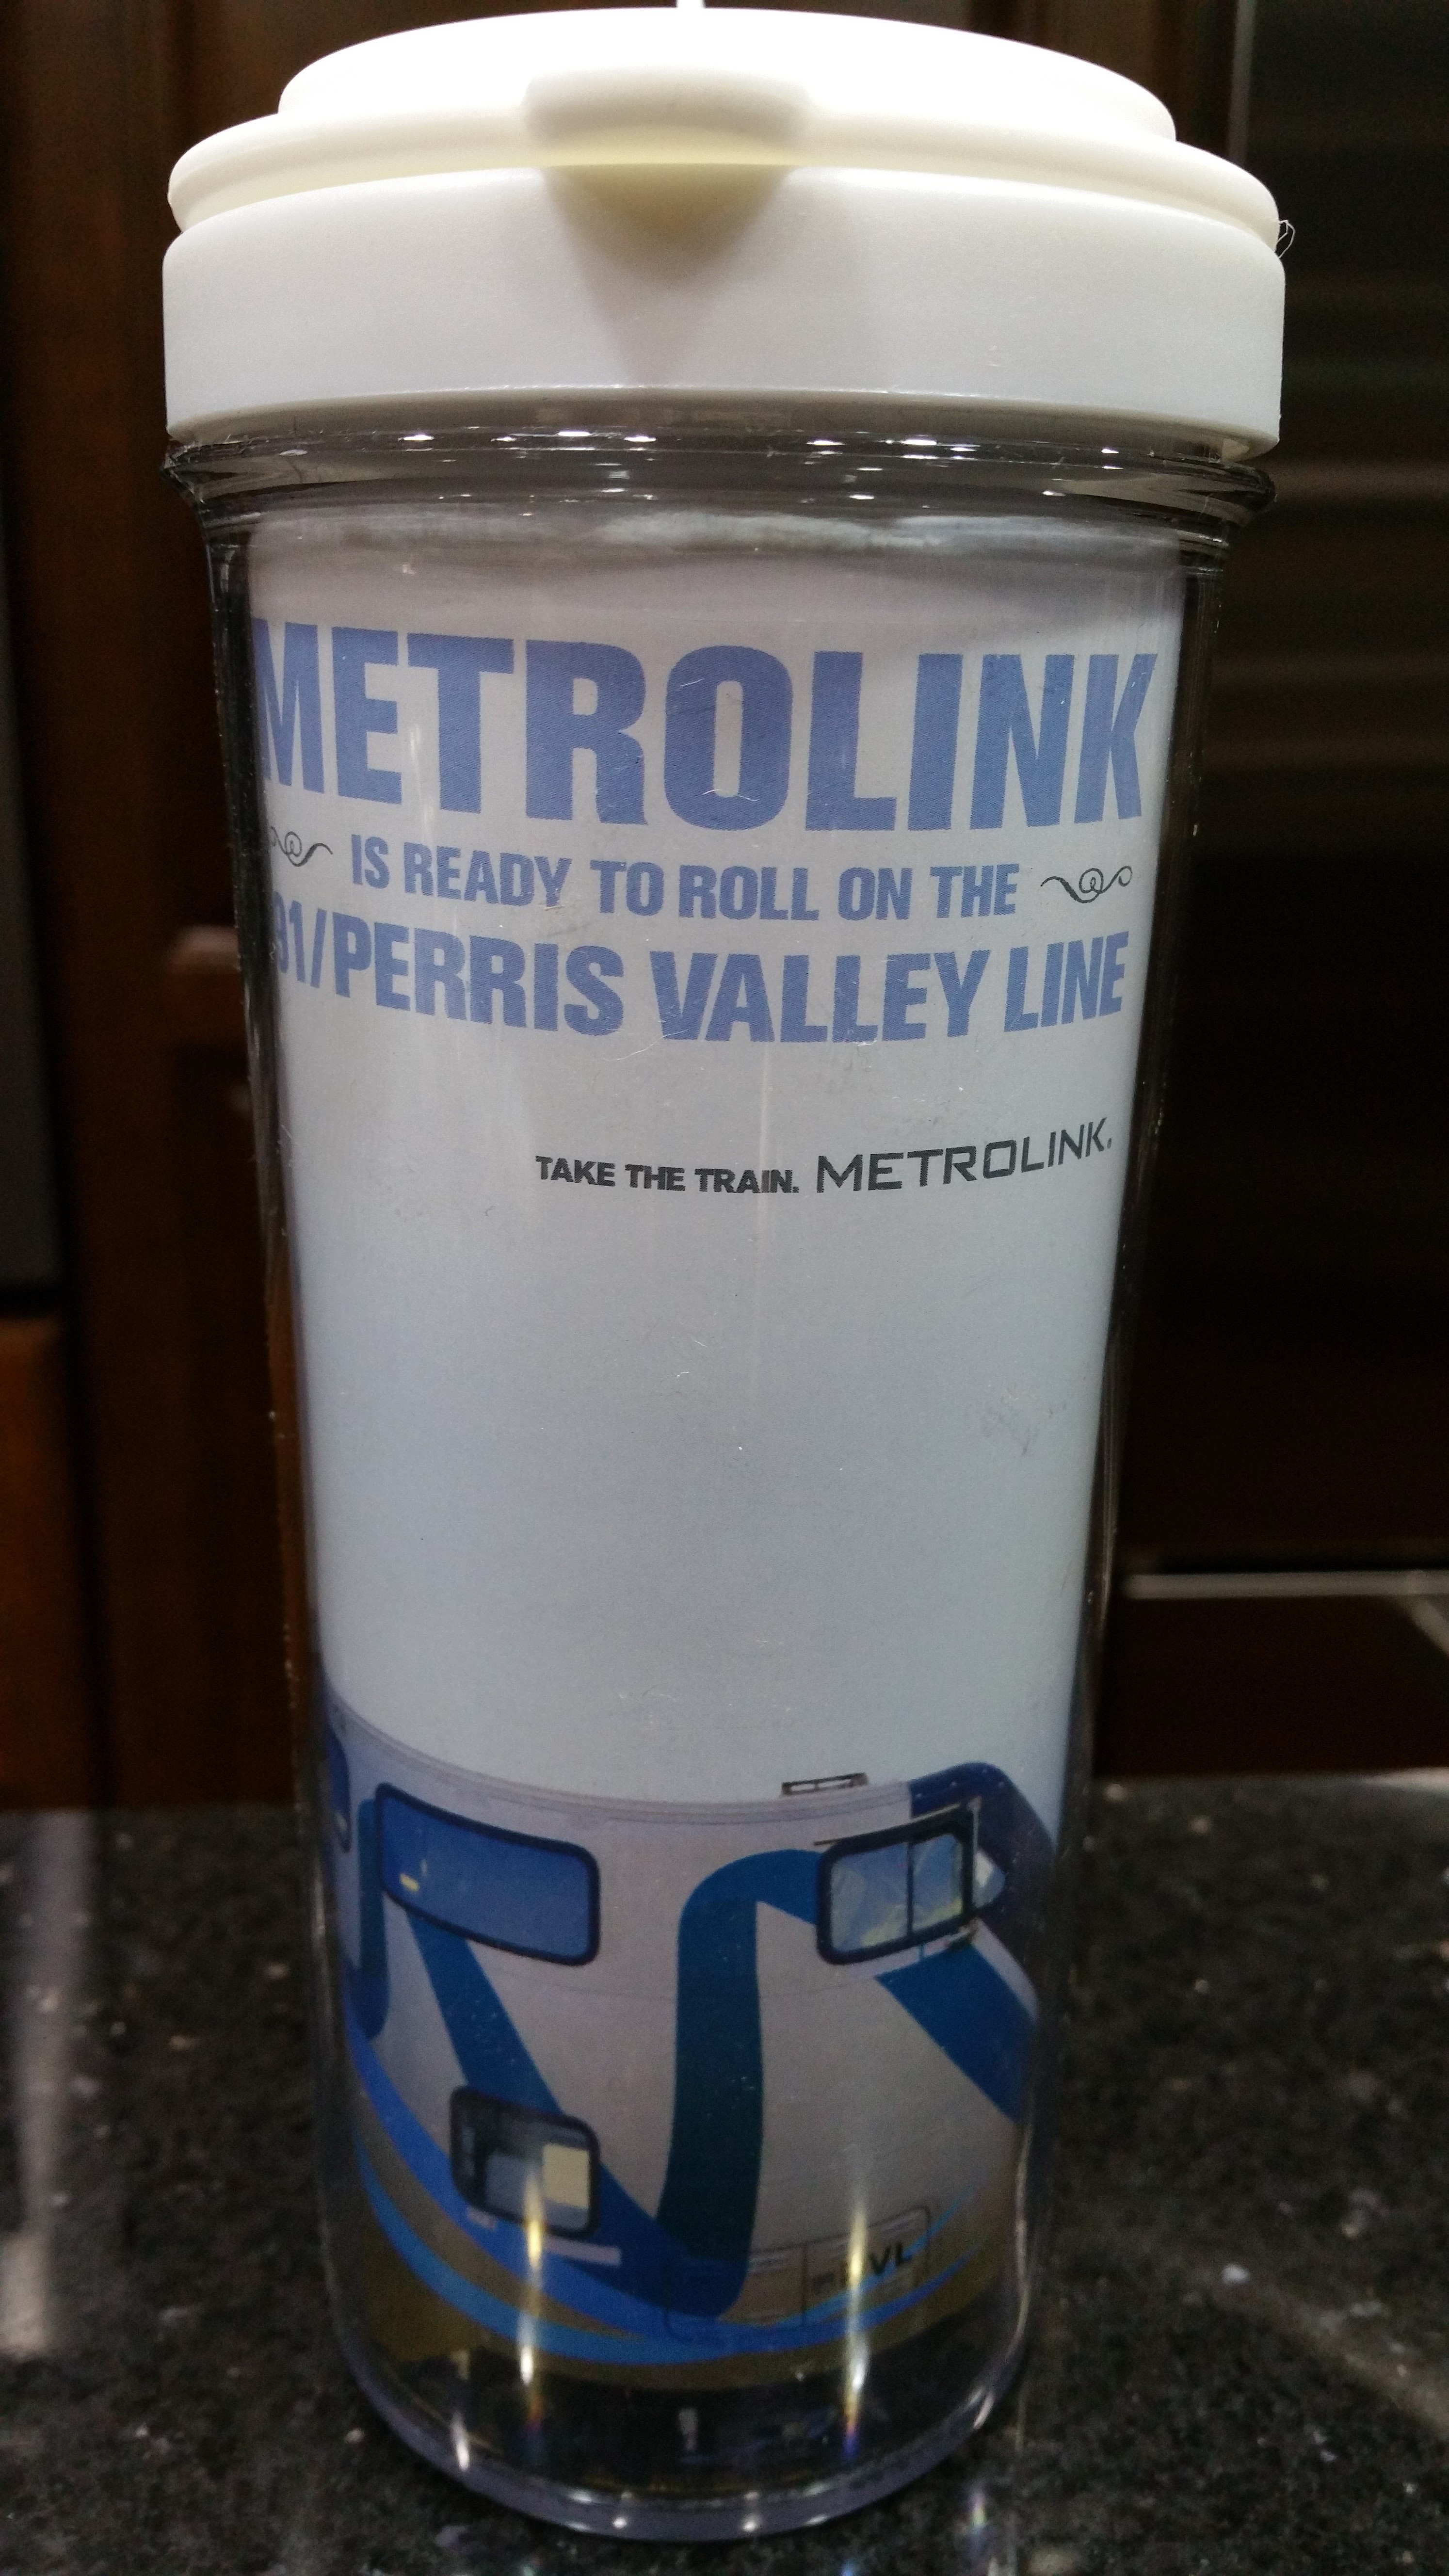 METROLINK
IS READY TO ROLL ON THE
91/PERRIS VALLEY LINE
TAKE THE TRAIN. METROLINK.